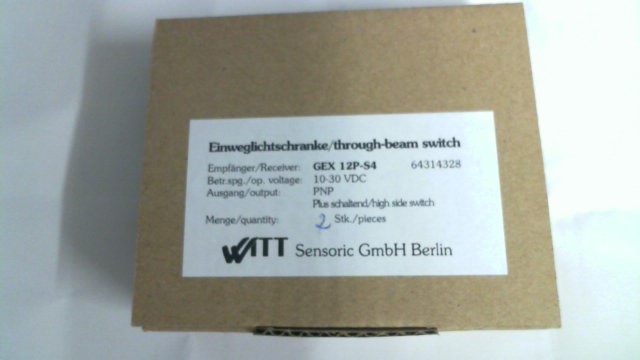 Einweglichtschranke/through-beam switch
Empfänger/Receiver: GEX 12P-S4 64314328
Betr.spg./op. voltage: 10-30 VDC
Ausgang/output: PNP
Plus schaltend/high side switch
Menge/quantity: 2 Stk./pieces
WATT Sensoric GmbH Berlin